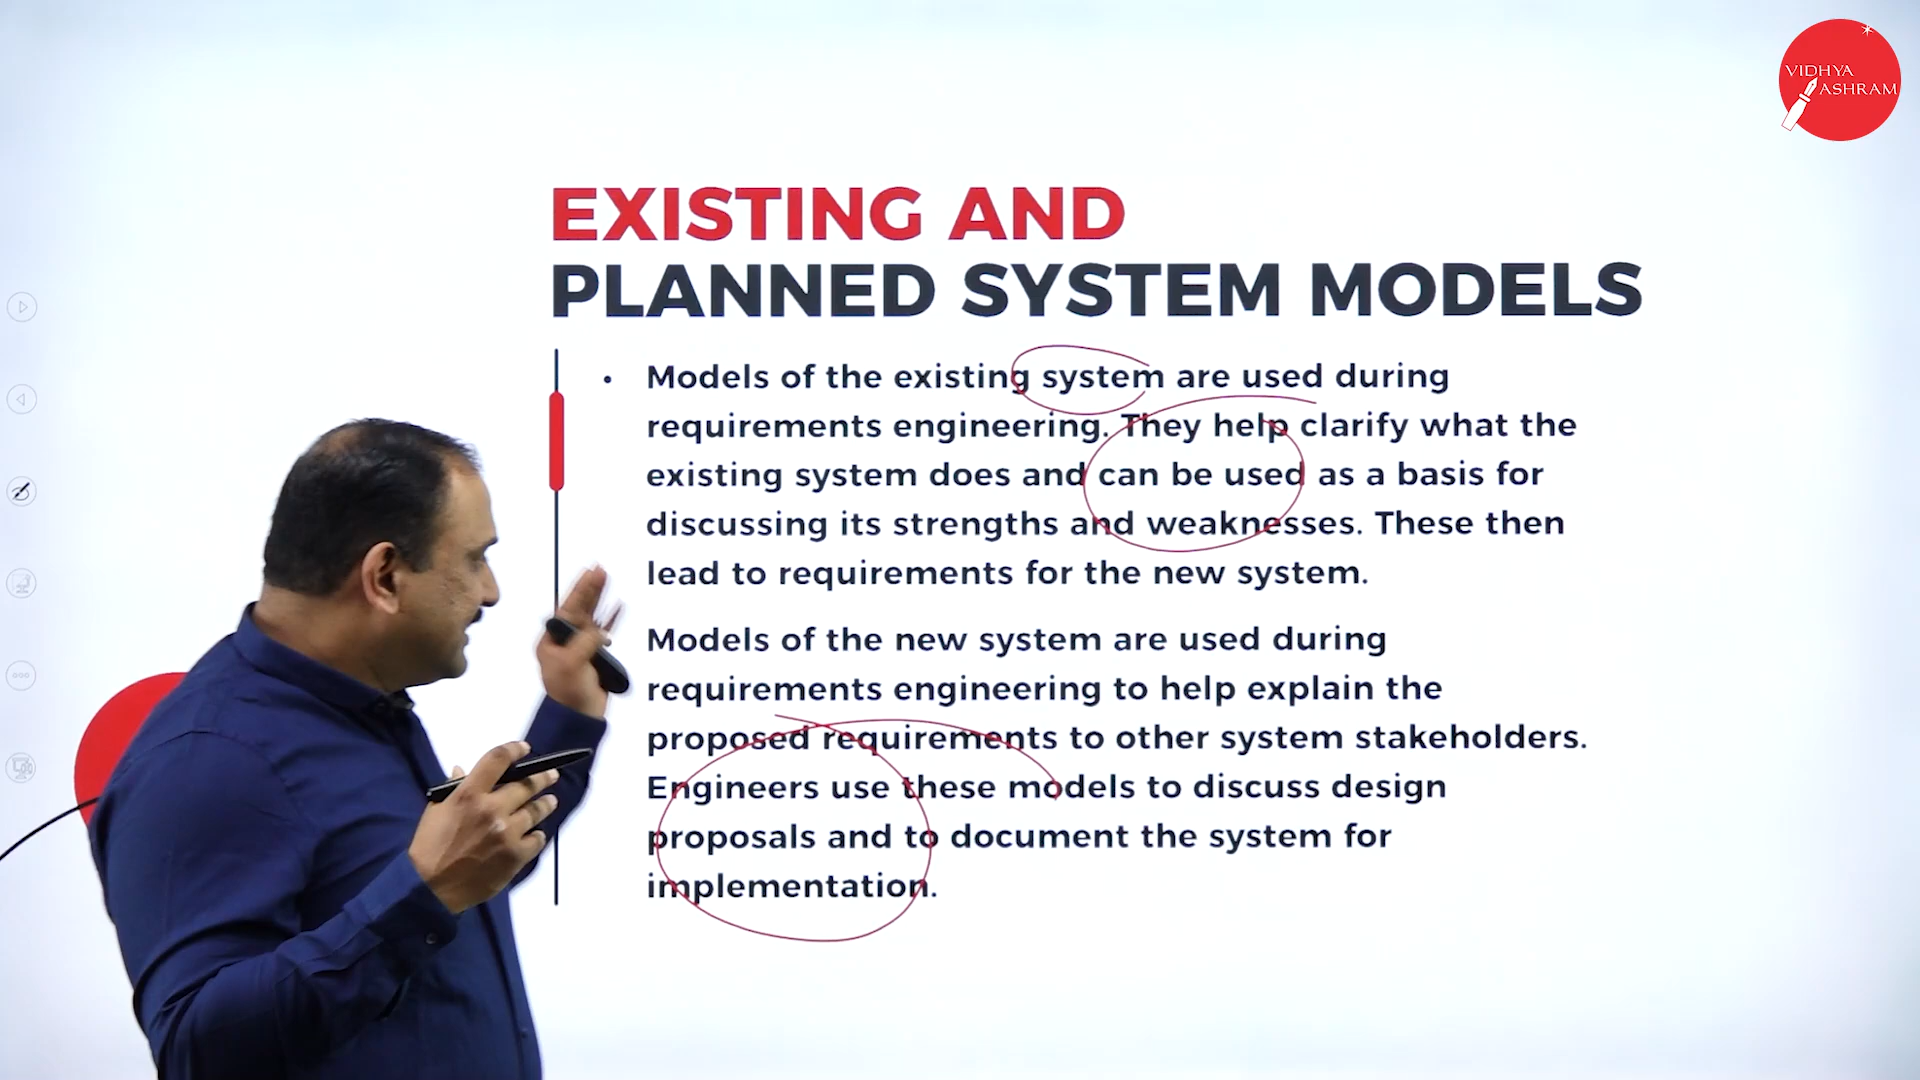 VIDHYA
ASHRAM
EXISTING AND
PLANNED SYSTEM MODELS
• Models of the existing system are used during
requirements engineering. They help clarify what the
existing system does and can be used as a basis for
discussing its strengths and weaknesses. These then
lead to requirements for the new system.
Models of the new system are used during
requirements engineering to help explain the
proposed requirements to other system stakeholders.
Engineers use these models to discuss design
proposals and to document the system for
implementation.